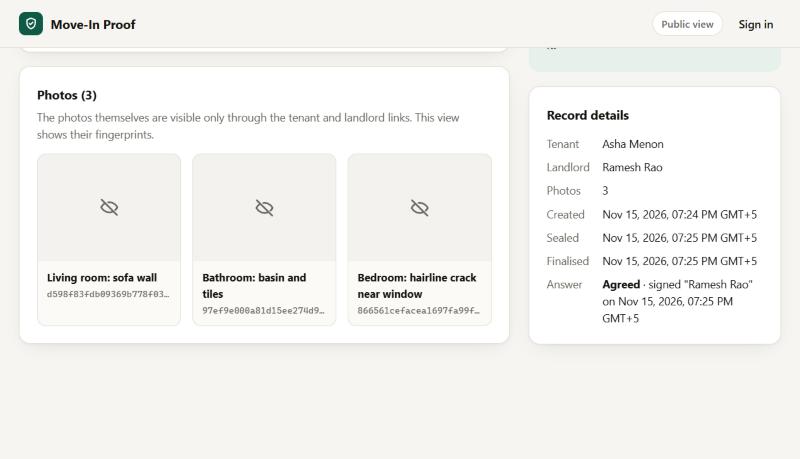 Move-In Proof
Public view
Sign in
Photos (3)
The photos themselves are visible only through the tenant and landlord links. This view
shows their fingerprints.
Living room: sofa wall
d598f83fdb09369b778f03…
Bathroom: basin and
tiles
97ef9e000a81d15ee274d9…
Bedroom: hairline crack
near window
866561cefacea1697fa99f…
Record details
Tenant Asha Menon
Landlord Ramesh Rao
Photos 3
Created Nov 15, 2026, 07:24 PM GMT+5
Sealed Nov 15, 2026, 07:25 PM GMT+5
Finalised Nov 15, 2026, 07:25 PM GMT+5
Answer Agreed · signed "Ramesh Rao"
on Nov 15, 2026, 07:25 PM
GMT+5